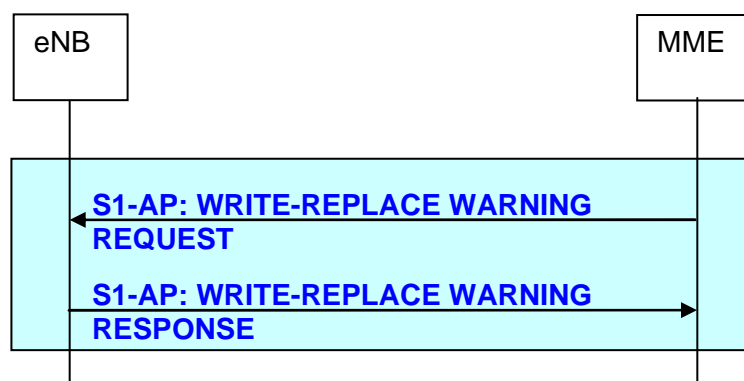 eNB
MME
S1-AP: WRITE-REPLACE WARNING
REQUEST
S1-AP: WRITE-REPLACE WARNING
RESPONSE